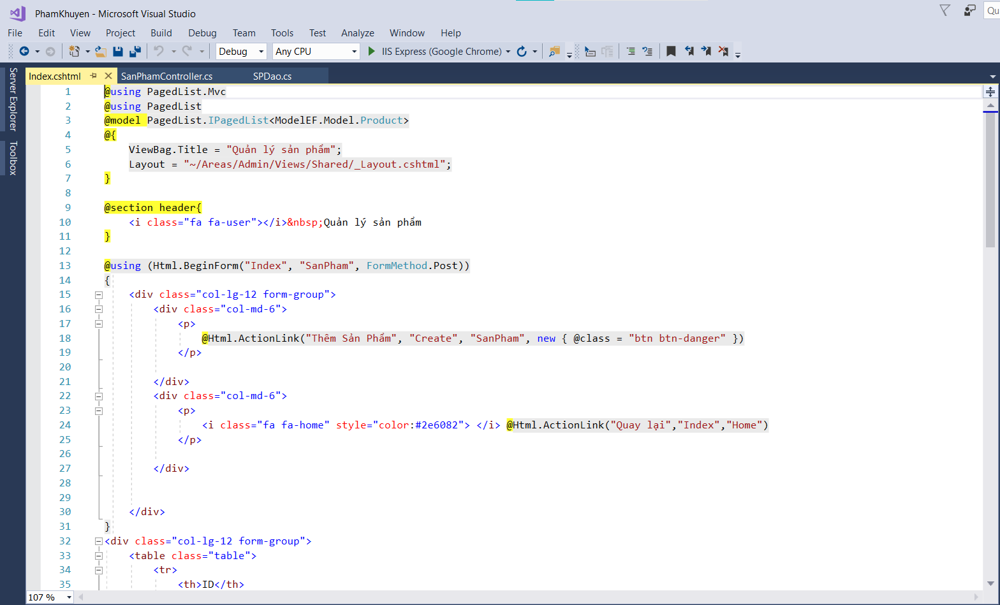 PhamKhuyen - Microsoft Visual Studio
Qu
File Edit View Project Build Debug Team Tools Test Analyze Window Help
Debug Any CPU IIS Express (Google Chrome)
Server Explorer
Toolbox
Index.cshtml SanPhamController.cs SPDao.cs
1 @using PagedList.Mvc
2 @using PagedList
3 @model PagedList.IPagedList<ModelEF.Model.Product>
4 @{
5 ViewBag.Title = "Quản lý sản phẩm";
6 Layout = "~/Areas/Admin/Views/Shared/_Layout.cshtml";
7 }
8
9 @section header{
10 <i class="fa fa-user"></i>&nbsp;Quản lý sản phẩm
11 }
12
13 @using (Html.BeginForm("Index", "SanPham", FormMethod.Post))
14 {
15 <div class="col-lg-12 form-group">
16 <div class="col-md-6">
17 <p>
18 @Html.ActionLink("Thêm Sản Phẩm", "Create", "SanPham", new { @class = "btn btn-danger" })
19 </p>
20
21 </div>
22 <div class="col-md-6">
23 <p>
24 <i class="fa fa-home" style="color:#2e6082"> </i> @Html.ActionLink("Quay lại","Index","Home")
25 </p>
26
27 </div>
28
29
30 </div>
31 }
32 <div class="col-lg-12 form-group">
33 <table class="table">
34 <tr>
35 <th>ID</th>
107 %